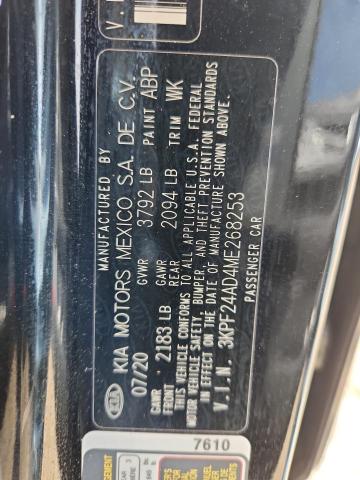 MANUFACTURED BY
KIA MOTORS MEXICO S.A. DE C.V.
07/20 GVWR 3792 LB PAINT ABP
GAWR FRONT 2183 LB GAWR REAR 2094 LB TRIM WK
THIS VEHICLE CONFORMS TO ALL APPLICABLE U.S.A. FEDERAL
MOTOR VEHICLE SAFETY, BUMPER, AND THEFT PREVENTION STANDARDS
IN EFFECT ON THE DATE OF MANUFACTURE SHOWN ABOVE.
V.I.N. 3KPF24AD4ME268253
PASSENGER CAR
KIA
7610
V.I